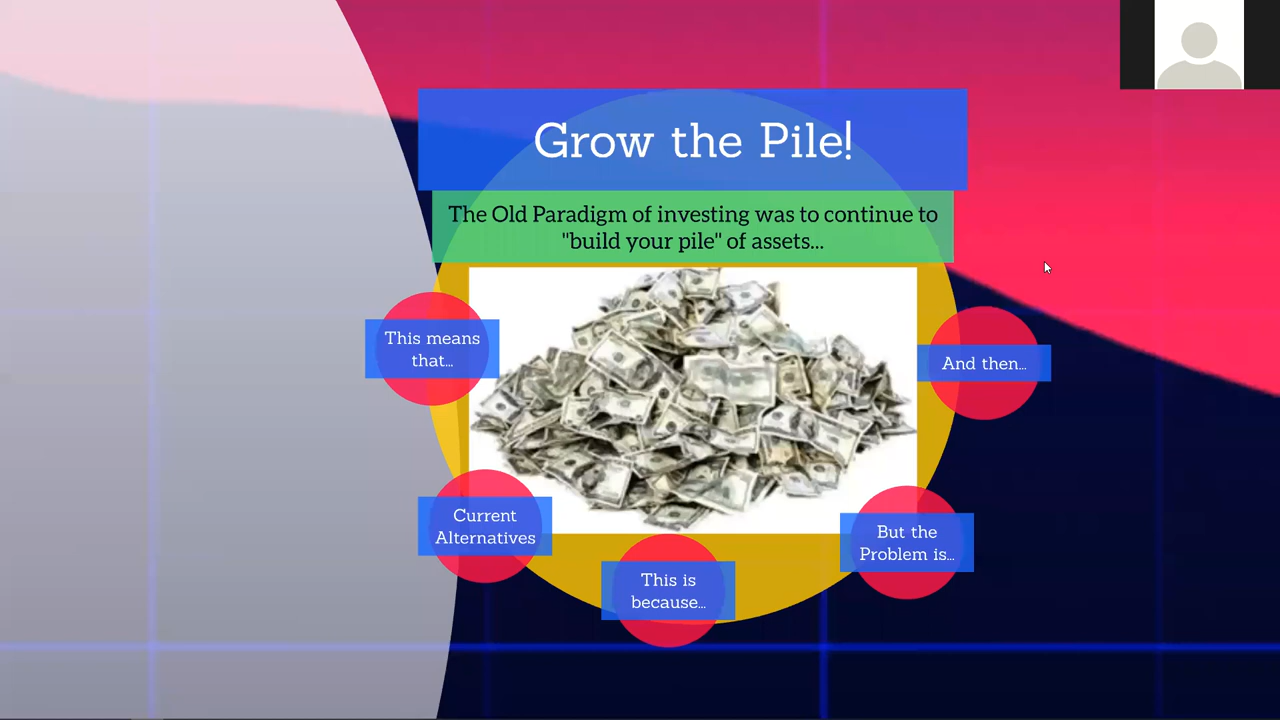 Grow the Pile!
The Old Paradigm of investing was to continue to
"build your pile" of assets...
This means
that...
And then...
Current
Alternatives
But the
Problem is...
This is
because...